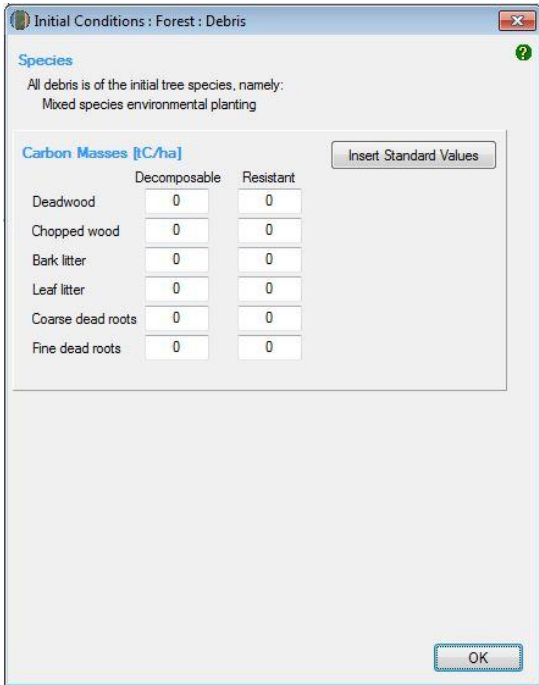 Initial Conditions : Forest : Debris
Species
?
All debris is of the initial tree species, namely:
Mixed species environmental planting
Carbon Masses [tC/ha]
Insert Standard Values
Decomposable Resistant
Deadwood 0 0
Chopped wood 0 0
Bark litter 0 0
Leaf litter 0 0
Coarse dead roots 0 0
Fine dead roots 0 0
OK